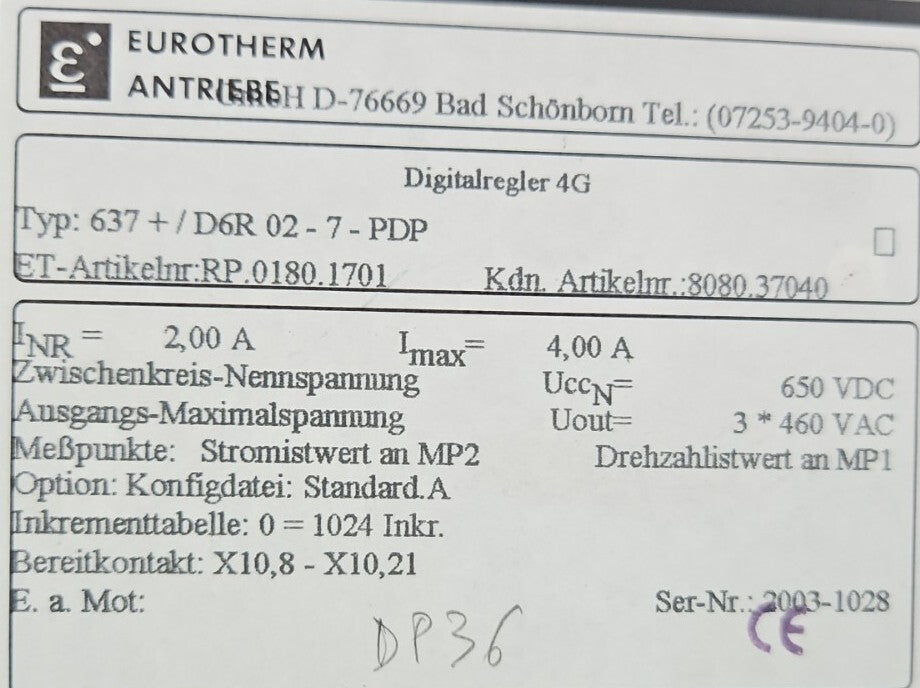 EUROTHERM
ANTRIEBE GmbH D-76669 Bad Schönborn Tel.: (07253-9404-0)
Digitalregler 4G
Typ: 637 + / D6R 02 - 7 - PDP
ET-Artikelnr:RP.0180.1701 Kdn. Artikelnr.:8080.37040
INR = 2,00 A Imax= 4,00 A
Zwischenkreis-Nennspannung UccN= 650 VDC
Ausgangs-Maximalspannung Uout= 3 * 460 VAC
Meßpunkte: Stromistwert an MP2 Drehzahlistwert an MP1
Option: Konfigdatei: Standard.A
Inkrementtabelle: 0 = 1024 Inkr.
Bereitkontakt: X10,8 - X10,21
E. a. Mot: Ser-Nr.: 2003-1028
DP36 CE